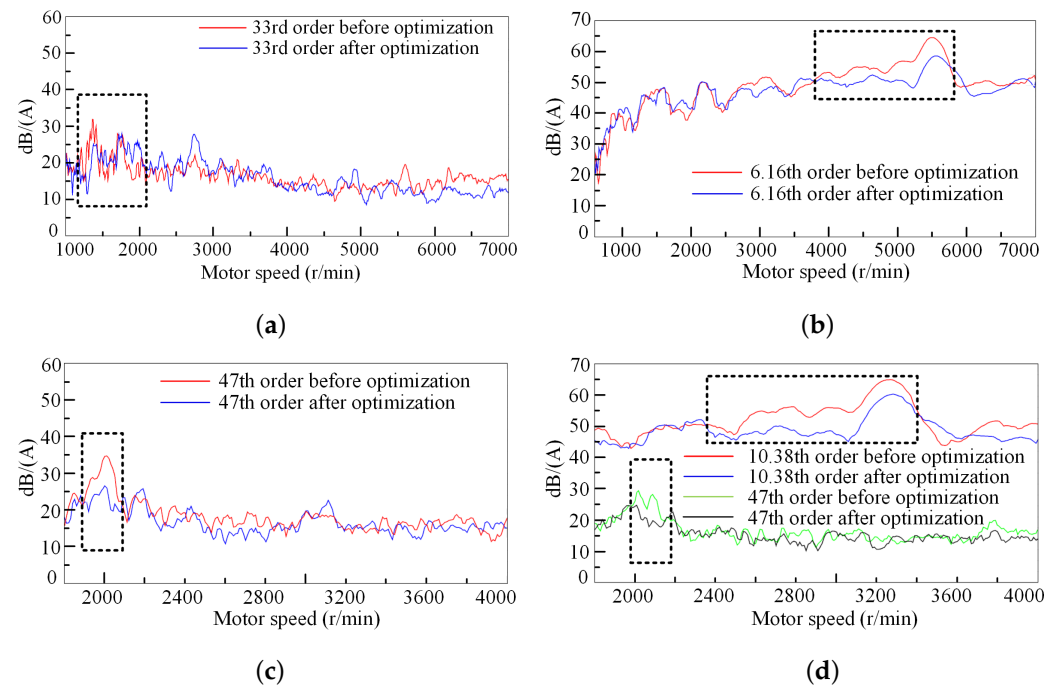 60
50
40
30
20
10
0
dB/(A)
33rd order before optimization
33rd order after optimization
1000 2000 3000 4000 5000 6000 7000
Motor speed (r/min)
(a)
70
60
50
40
30
20
10
0
dB/(A)
6.16th order before optimization
6.16th order after optimization
1000 2000 3000 4000 5000 6000 7000
Motor speed (r/min)
(b)
60
50
40
30
20
10
0
dB/(A)
47th order before optimization
47th order after optimization
2000 2400 2800 3200 3600 4000
Motor speed (r/min)
(c)
70
60
50
40
30
20
10
0
dB/(A)
10.38th order before optimization
10.38th order after optimization
47th order before optimization
47th order after optimization
2000 2400 2800 3200 3600 4000
Motor speed (r/min)
(d)